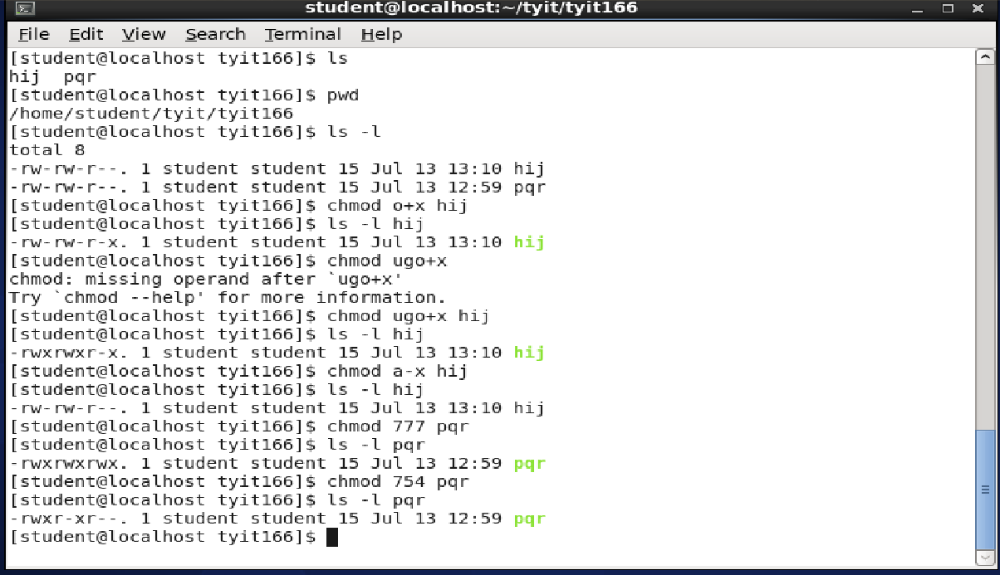 student@localhost:~/tyit/tyit166
File Edit View Search Terminal Help
[student@localhost tyit166]$ ls
hij  pqr
[student@localhost tyit166]$ pwd
/home/student/tyit/tyit166
[student@localhost tyit166]$ ls -l
total 8
-rw-rw-r--. 1 student student 15 Jul 13 13:10 hij
-rw-rw-r--. 1 student student 15 Jul 13 12:59 pqr
[student@localhost tyit166]$ chmod o+x hij
[student@localhost tyit166]$ ls -l hij
-rw-rw-r-x. 1 student student 15 Jul 13 13:10 hij
[student@localhost tyit166]$ chmod ugo+x
chmod: missing operand after `ugo+x'
Try `chmod --help' for more information.
[student@localhost tyit166]$ chmod ugo+x hij
[student@localhost tyit166]$ ls -l hij
-rwxrwxr-x. 1 student student 15 Jul 13 13:10 hij
[student@localhost tyit166]$ chmod a-x hij
[student@localhost tyit166]$ ls -l hij
-rw-rw-r--. 1 student student 15 Jul 13 13:10 hij
[student@localhost tyit166]$ chmod 777 pqr
[student@localhost tyit166]$ ls -l pqr
-rwxrwxrwx. 1 student student 15 Jul 13 12:59 pqr
[student@localhost tyit166]$ chmod 754 pqr
[student@localhost tyit166]$ ls -l pqr
-rwxr-xr--. 1 student student 15 Jul 13 12:59 pqr
[student@localhost tyit166]$